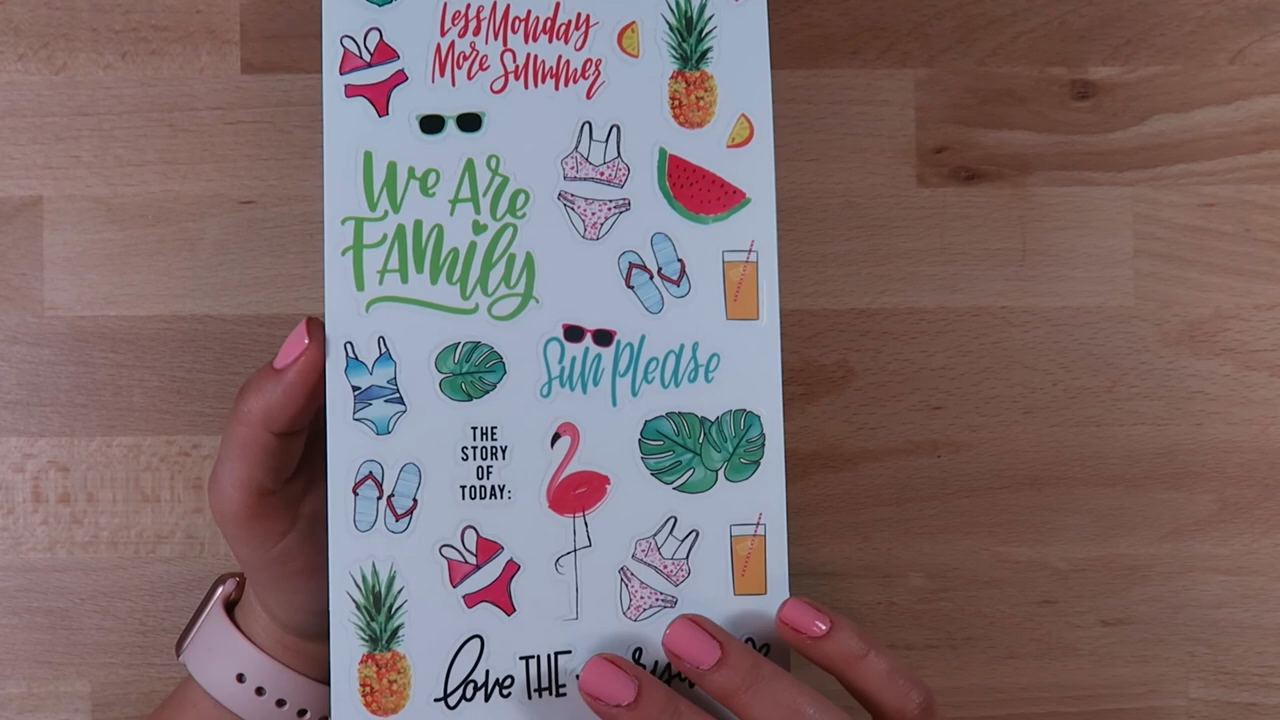 Less Monday
More Summer
We Are
Family
Sun Please
THE
STORY
OF
TODAY:
love THE